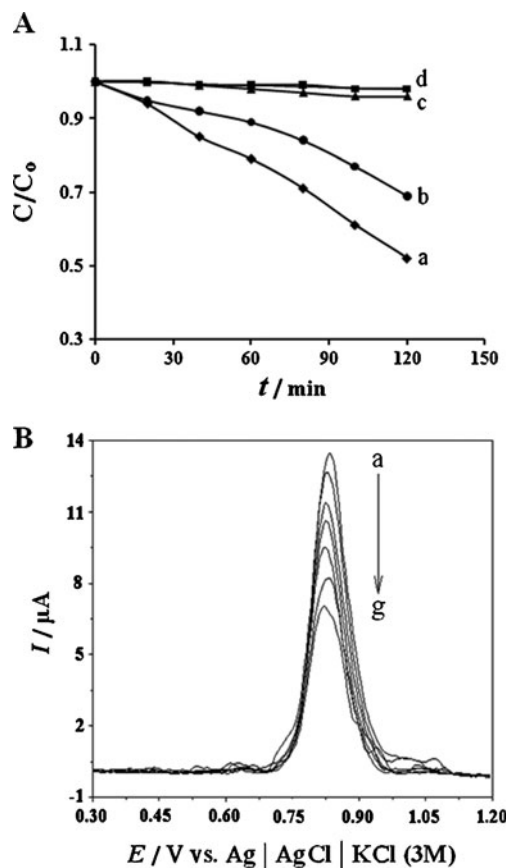 A
1.1
0.9
0.7
0.5
0.3
C/Co
d
c
b
a
0 30 60 90 120 150
t / min
B
14
11
8
5
2
-1
I / µA
a
g
0.30 0.45 0.60 0.75 0.90 1.05 1.20
E / V vs. Ag | AgCl | KCl (3M)